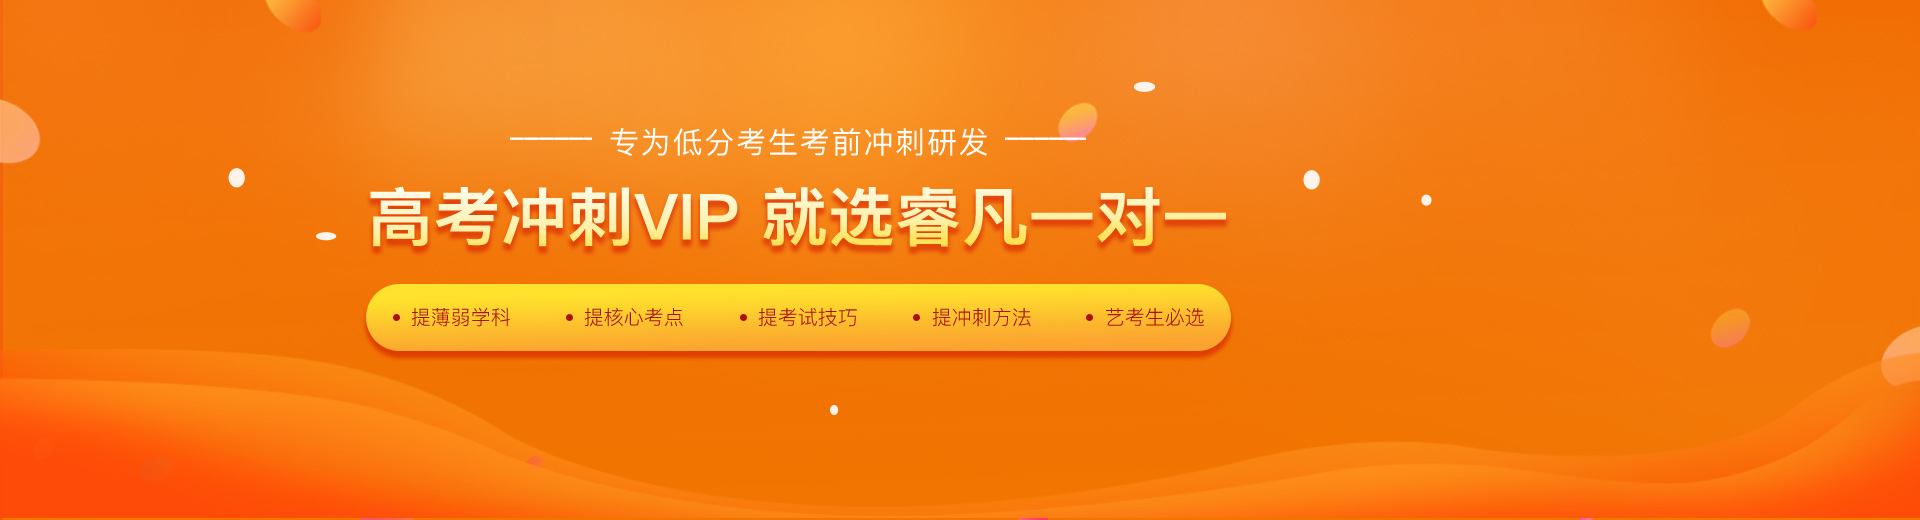 专为低分考生考前冲刺研发
高考冲刺VIP 就选睿凡一对一
• 提薄弱学科 • 提核心考点 • 提考试技巧 • 提冲刺方法 • 艺考生必选